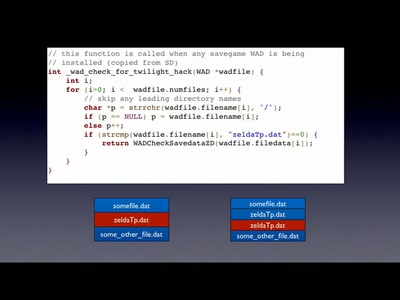 // this function is called when any savegame WAD is being
// installed (copied from SD)
int _wad_check_for_twilight_hack(WAD *wadfile) {
int i;
for (i=0; i < wadfile.numfiles; i++) {
// skip any leading directory names
char *p = strrchr(wadfile.filename[i], '/');
if (p == NULL) p = wadfile.filename[i];
else p++;
if (strcmp(wadfile.filename[i], "zeldaTp.dat")==0) {
return WADCheckSavedataZD(wadfile.filedata[i]);
}
}
}
somefile.dat
zeldaTp.dat
some_other_file.dat
somefile.dat
zeldaTp.dat
zeldaTp.dat
some_other_file.dat